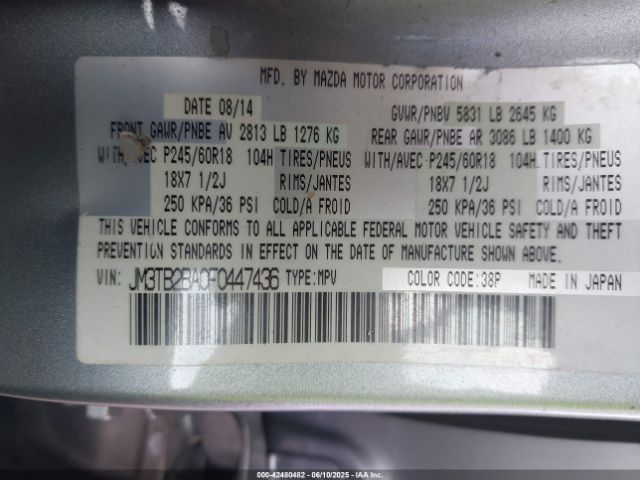 MFD. BY MAZDA MOTOR CORPORATION
DATE 08/14
GVWR/PNBV 5831 LB 2645 KG
FRONT GAWR/PNBE AV 2813 LB 1276 KG
REAR GAWR/PNBE AR 3086 LB 1400 KG
WITH/AVEC P245/60R18 104H TIRES/PNEUS
WITH/AVEC P245/60R18 104H TIRES/PNEUS
18X7 1/2J RIMS/JANTES
18X7 1/2J RIMS/JANTES
250 KPA/36 PSI COLD/A FROID
250 KPA/36 PSI COLD/A FROID
THIS VEHICLE CONFORMS TO ALL APPLICABLE FEDERAL MOTOR VEHICLE SAFETY AND THEFT
PREVENTION STANDARDS IN EFFECT ON THE DATE OF MANUFACTURE SHOWN ABOVE.
VIN: JM3TB2BA0F0447436 TYPE:MPV COLOR CODE:38P MADE IN JAPAN
000-42480482 - 06/10/2025 - IAA Inc.